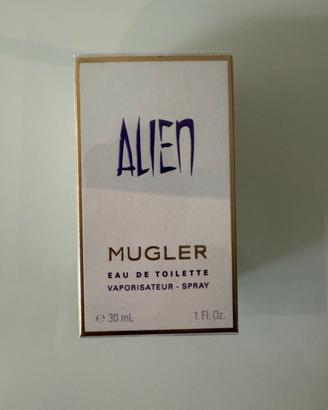 ALIEN
MUGLER
EAU DE TOILETTE
VAPORISATEUR - SPRAY
℮ 30 mL 1 Fl. Oz.